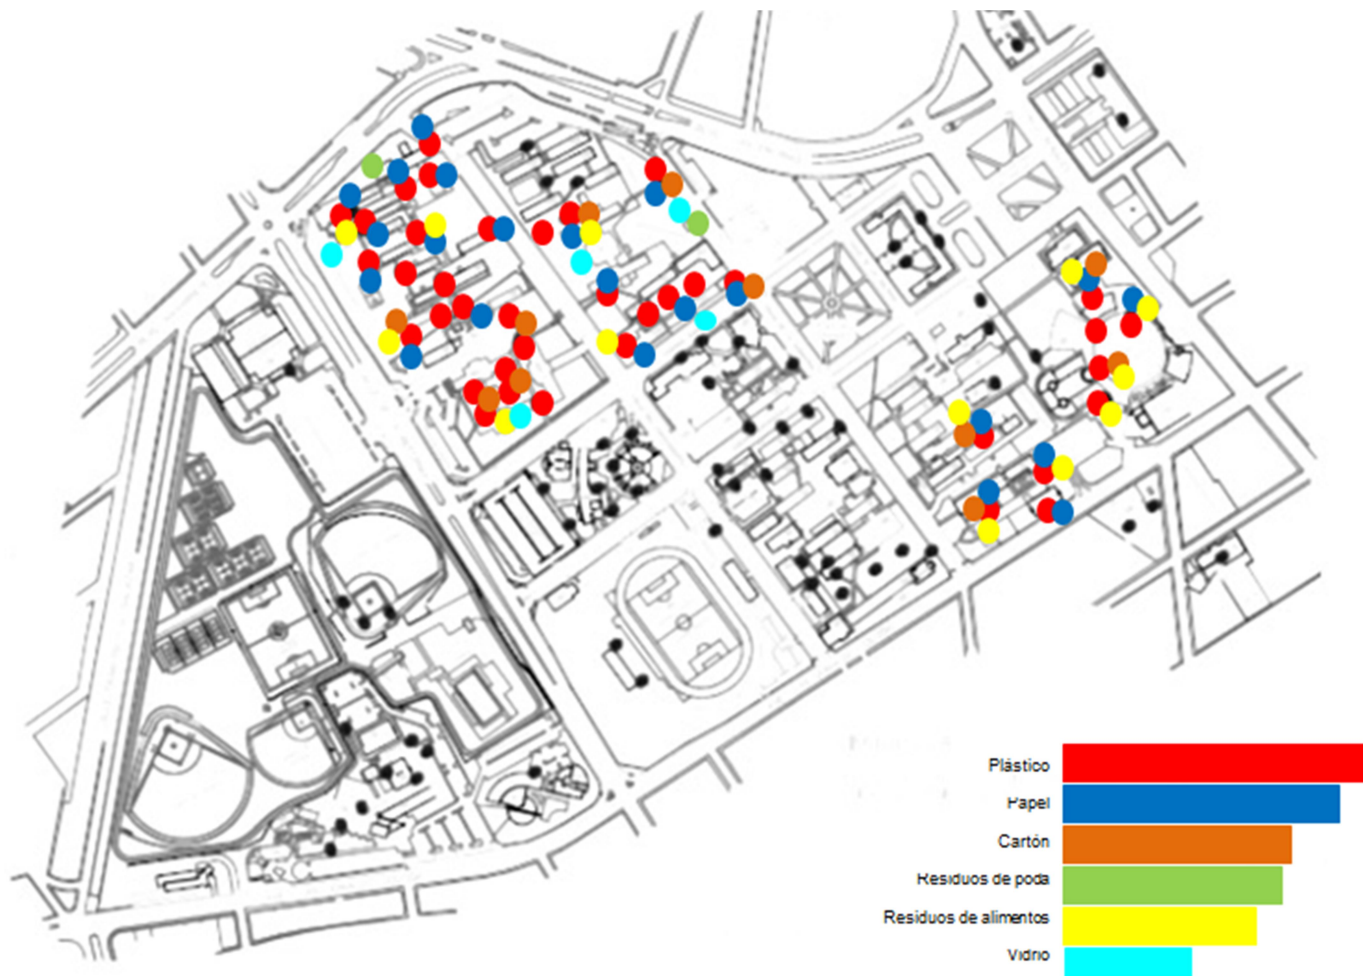 Plástico
Papel
Cartón
Residuos de poda
Residuos de alimentos
Vidrio